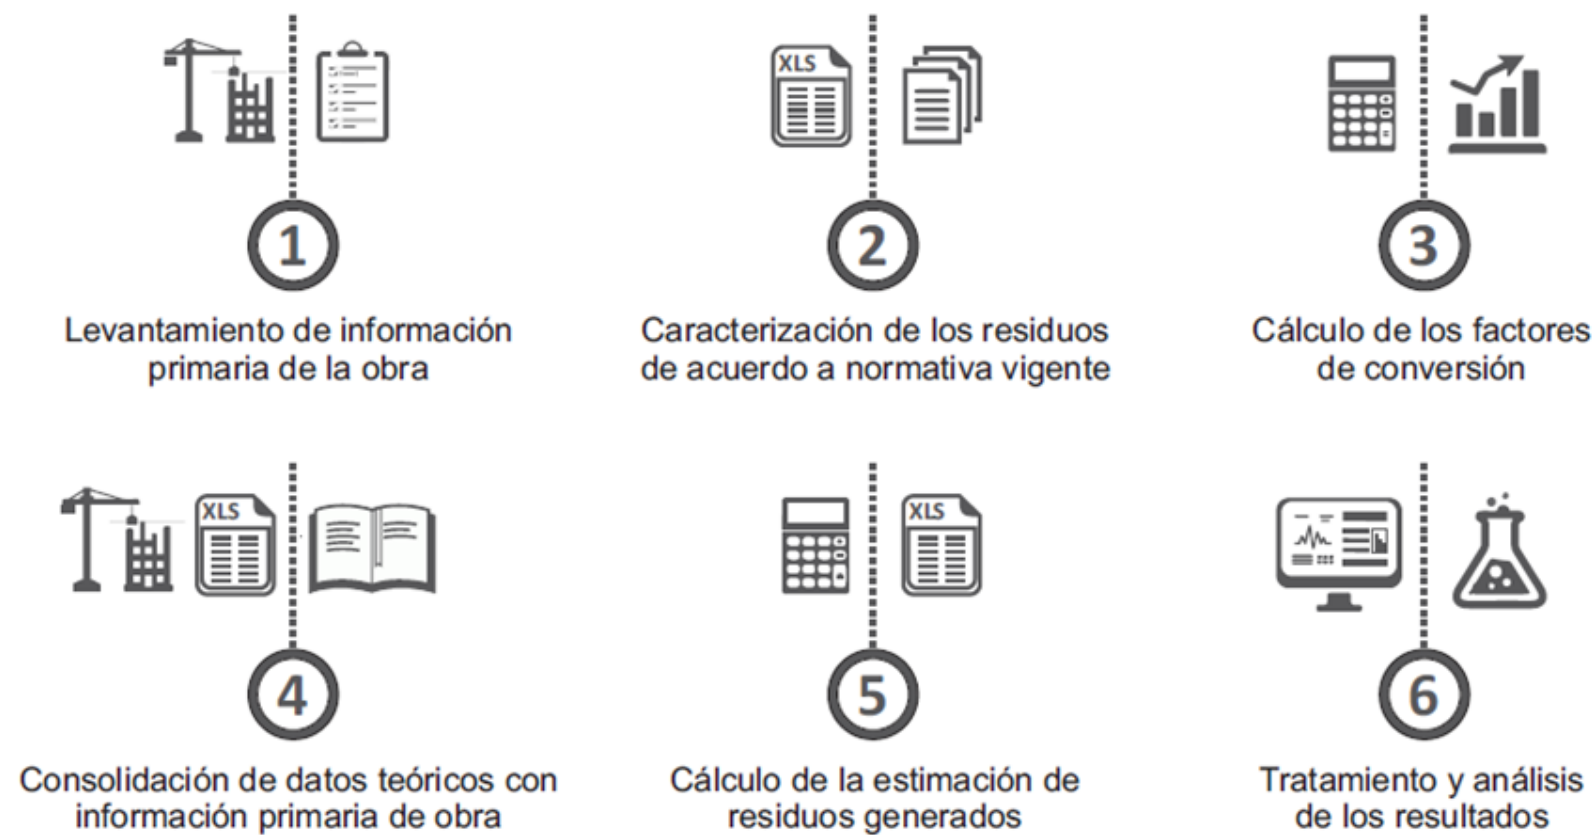 XLS
1
2
3
Levantamiento de información
primaria de la obra
Caracterización de los residuos
de acuerdo a normativa vigente
Cálculo de los factores
de conversión
XLS
XLS
4
5
6
Consolidación de datos teóricos con
información primaria de obra
Cálculo de la estimación de
residuos generados
Tratamiento y análisis
de los resultados